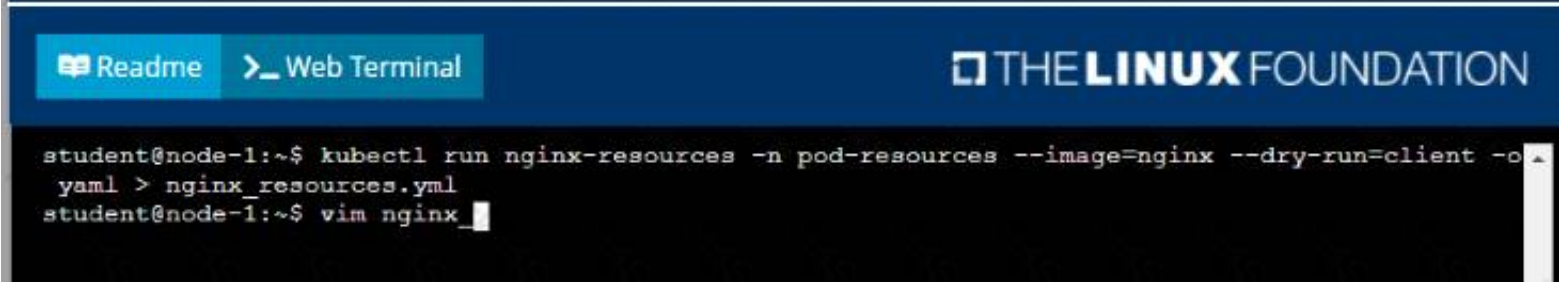 Readme >_ Web Terminal THE LINUX FOUNDATION
student@node-1:~$ kubectl run nginx-resources -n pod-resources --image=nginx --dry-run=client -o
yaml > nginx_resources.yml
student@node-1:~$ vim nginx_